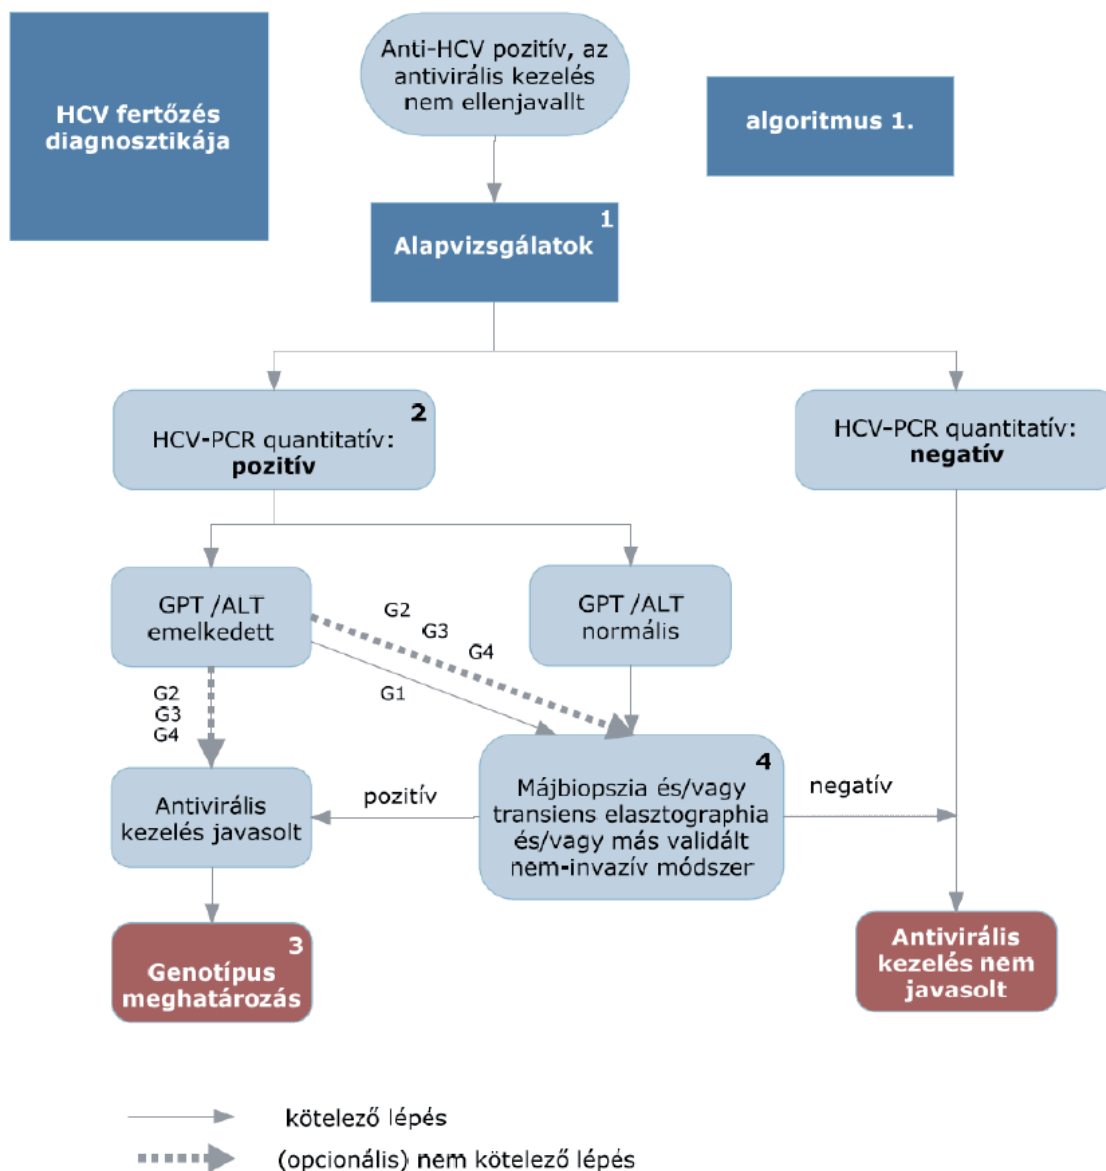 HCV fertőzés
diagnosztikája
Anti-HCV pozitív, az
antivirális kezelés
nem ellenjavallt
algoritmus 1.
1
Alapvizsgálatok
2
HCV-PCR quantitatív:
pozitív
HCV-PCR quantitatív:
negatív
GPT /ALT
emelkedett
GPT /ALT
normális
G2
G3
G4
G1
G2
G3
G4
Antivirális
kezelés javasolt
pozitív
4
Májbiopszia és/vagy
transiens elasztographia
és/vagy más validált
nem-invazív módszer
negatív
3
Genotípus
meghatározás
Antivirális
kezelés nem
javasolt
kötelező lépés
(opcionális) nem kötelező lépés